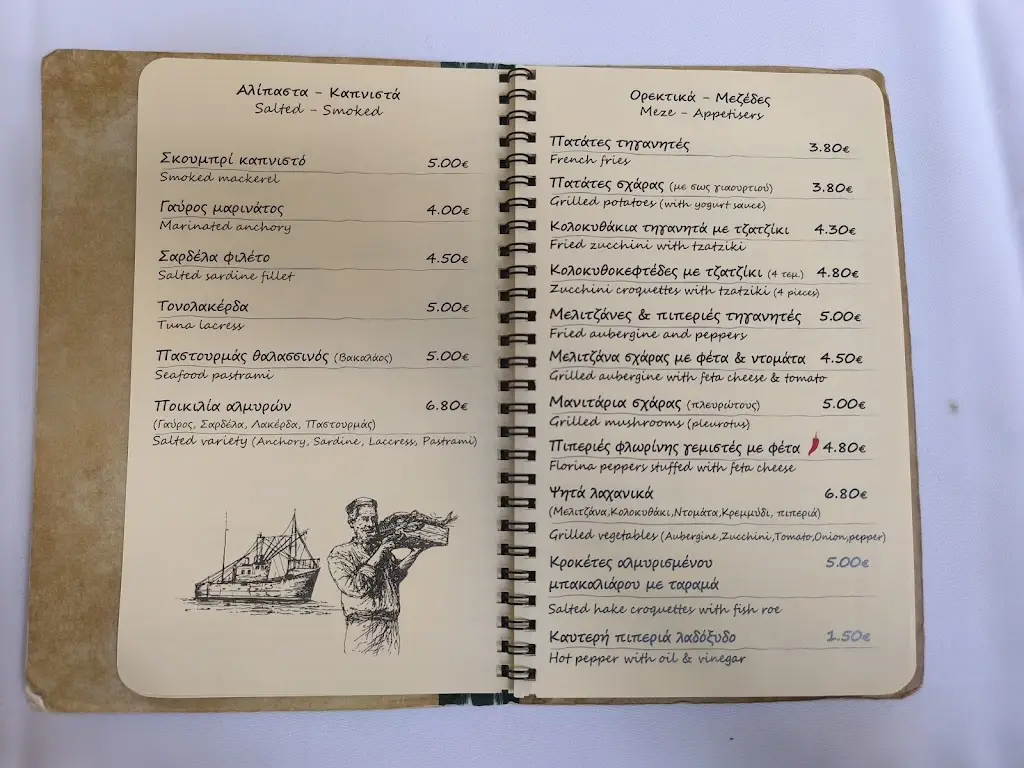 Αλίπαστα - Καπνιστά
Salted - Smoked
Σκουμπρί καπνιστό 5.00€
Smoked mackerel
Γαύρος μαρινάτος 4.00€
Marinated anchory
Σαρδέλα φιλέτο 4.50€
Salted sardine fillet
Τονολακέρδα 5.00€
Tuna lacress
Παστουρμάς θαλασσινός (Βακαλάος) 5.00€
Seafood pastrami
Ποικιλία αλμυρών 6.80€
(Γαύρος, Σαρδέλα, Λακέρδα, Παστουρμάς)
Salted variety (Anchory, Sardine, Laccress, Pastrami)
Ορεκτικά - Μεζέδες
Meze - Appetisers
Πατάτες τηγανητές 3.80€
French fries
Πατάτες σχάρας (με σως γιαουρτιού) 3.80€
Grilled potatoes (with yogurt sauce)
Κολοκυθάκια τηγανητά με τζατζίκι 4.30€
Fried zucchini with tzatziki
Κολοκυθοκεφτέδες με τζατζίκι (4 τεμ.) 4.80€
Zucchini croquettes with tzatziki (4 pieces)
Μελιτζάνες & πιπεριές τηγανητές 5.00€
Fried aubergine and peppers
Μελιτζάνα σχάρας με φέτα & ντομάτα 4.50€
Grilled aubergine with feta cheese & tomato
Μανιτάρια σχάρας (πλευρώτους) 5.00€
Grilled mushrooms (pleurotus)
Πιπεριές φλωρίνης γεμιστές με φέτα 4.80€
Florina peppers stuffed with feta cheese
Ψητά λαχανικά 6.80€
(Μελιτζάνα,Κολοκυθάκι,Ντομάτα,Κρεμμύδι, πιπεριά)
Grilled vegetables (Aubergine,Zucchini,Tomato,Onion,pepper)
Κροκέτες αλμυρισμένου 5.00€
μπακαλιάρου με ταραμά
Salted hake croquettes with fish roe
Καυτερή πιπεριά λαδόξυδο 1.50€
Hot pepper with oil & vinegar